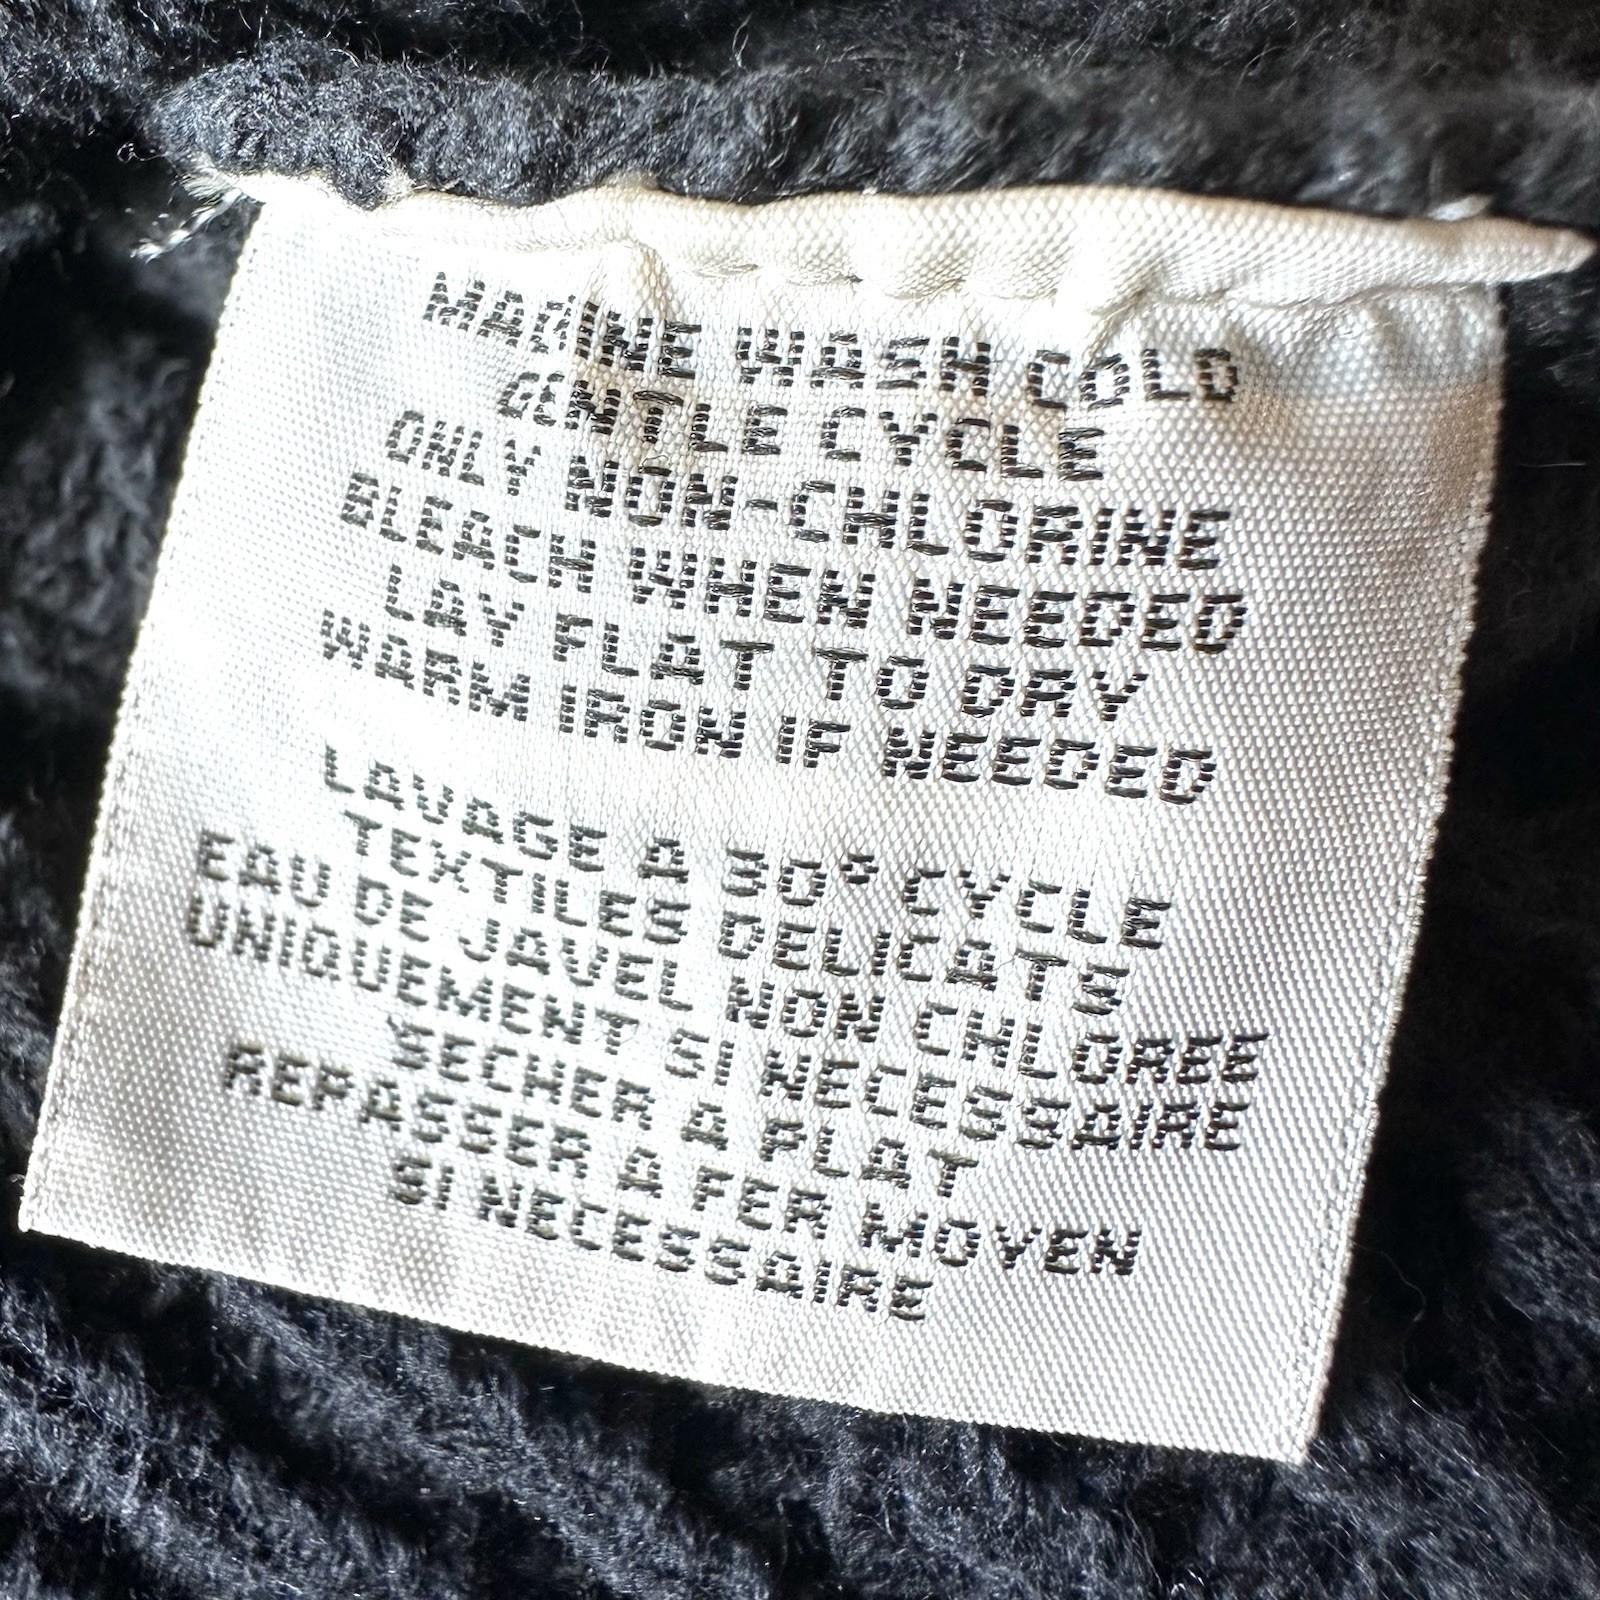 MAHINE WASH COLD
GENTLE CYCLE
ONLY NON-CHLORINE
BLEACH WHEN NEEDED
LAY FLAT TO DRY
WARM IRON IF NEEDED
LAVAGE A 30° CYCLE
TEXTILES DELICATS
EAU DE JAVEL NON CHLOREE
UNIQUEMENT SI NECESSAIRE
SECHER A PLAT
REPASSER A FER MOYEN
SI NECESSAIRE